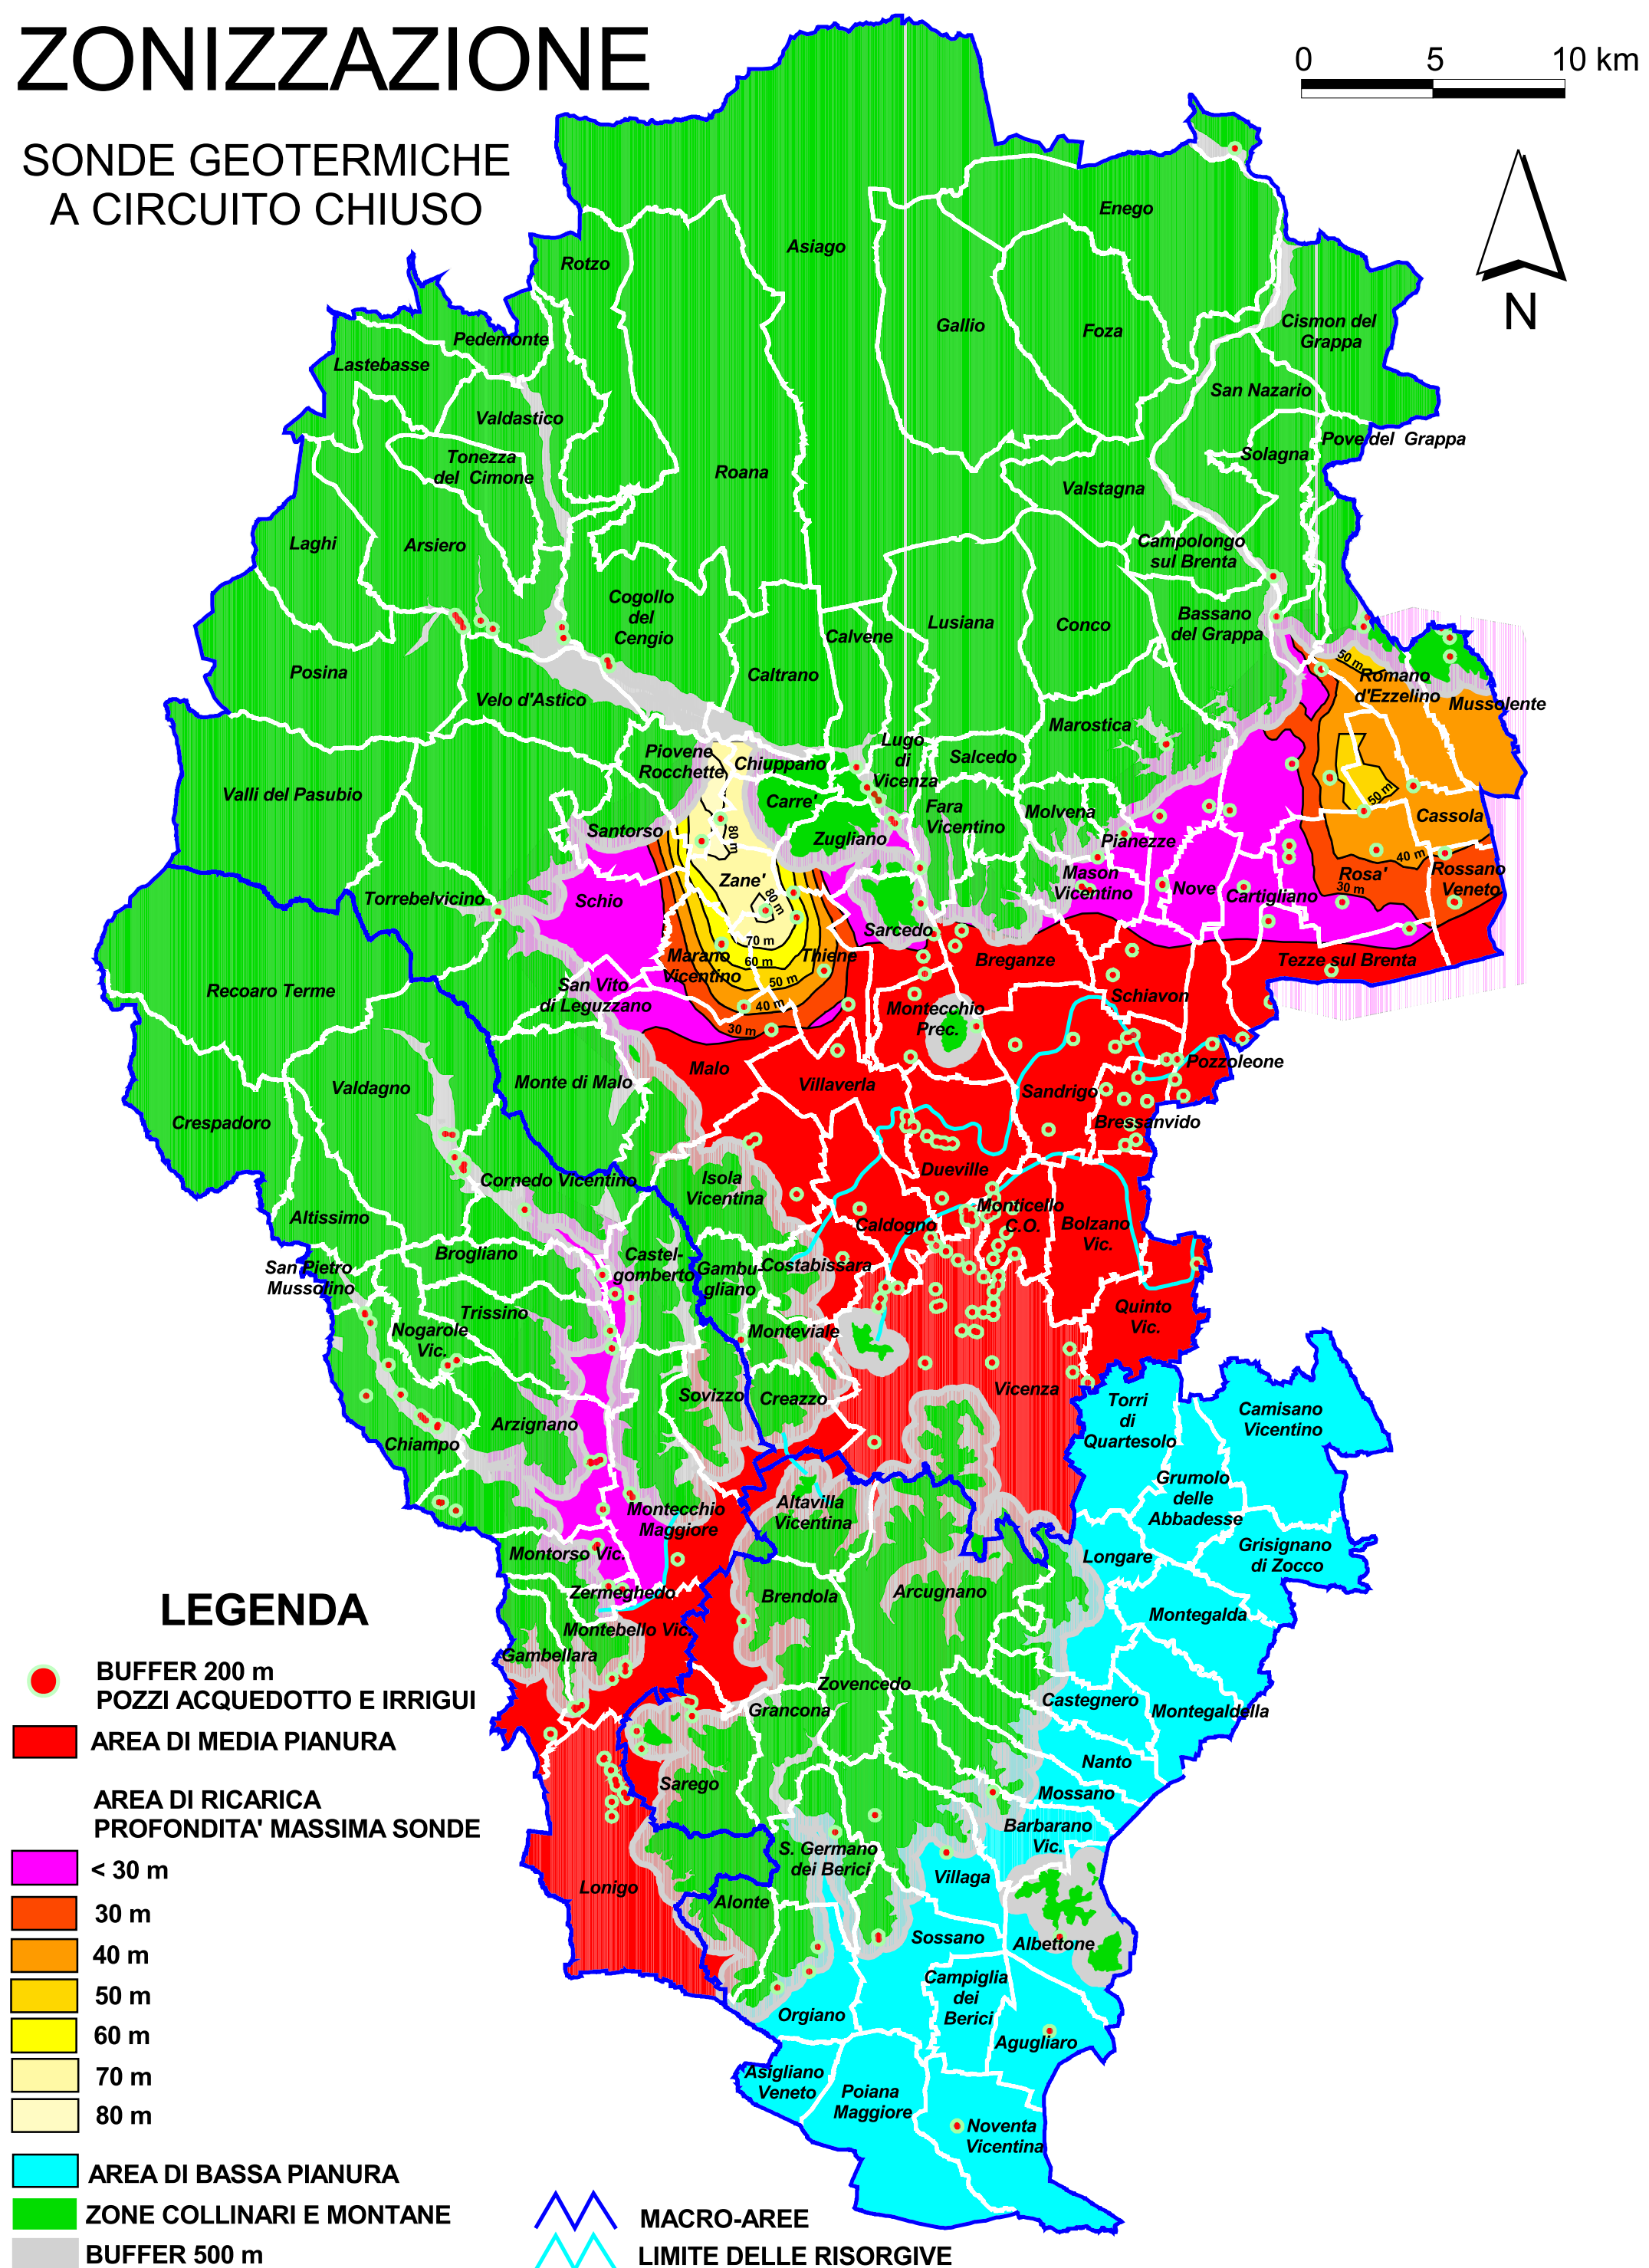 ZONIZZAZIONE
SONDE GEOTERMICHE
A CIRCUITO CHIUSO
0 5 10 km
N
Enego
Asiago
Rotzo
Gallio
Foza
Cismon del
Grappa
Pedemonte
Lastebasse
San Nazario
Valdastico
Pove del Grappa
Solagna
Tonezza
del Cimone
Roana
Valstagna
Laghi
Arsiero
Campolongo
sul Brenta
Cogollo
del
Cengio
Bassano
del Grappa
Lusiana
Conco
Calvene
Caltrano
Posina
Velo d'Astico
50 m
Romano
d'Ezzelino
Mussolente
Marostica
Lugo
di
Vicenza
Salcedo
Piovene
Rocchette
Chiuppano
Valli del Pasubio
Carre'
Fara
Vicentino
Molvena
50 m
Cassola
Santorso
80 m
Zugliano
Pianezze
40 m
Rosa'
30 m
Rossano
Veneto
Mason
Vicentino
Nove
Cartigliano
Zane'
80 m
Torrebelvicino
Schio
Sarcedo
70 m
60 m
50 m
40 m
30 m
Marano
Vicentino
Thiene
Breganze
Tezze sul Brenta
San Vito
di Leguzzano
Recoaro Terme
Schiavon
Montecchio
Prec.
Malo
Villaverla
Pozzoleone
Monte di Malo
Valdagno
Sandrigo
Crespadoro
Bressanvido
Dueville
Isola
Vicentina
Cornedo Vicentino
Monticello
C.O.
Altissimo
Caldogno
Bolzano
Vic.
Brogliano
Castel-
gomberto
Gambu-
gliano
Costabissara
San Pietro
Mussolino
Trissino
Quinto
Vic.
Nogarole
Vic.
Monteviale
Vicenza
Sovizzo
Creazzo
Torri
di
Quartesolo
Camisano
Vicentino
Arzignano
Chiampo
Grumolo
delle
Abbadesse
Montecchio
Maggiore
Altavilla
Vicentina
Montorso Vic.
Longare
Grisignano
di Zocco
Zermeghedo
Brendola
Arcugnano
Montegalda
Montebello Vic.
Gambellara
Zovencedo
Castegnero
Montegaldella
Grancona
Nanto
Sarego
Mossano
Barbarano
Vic.
S. Germano
dei Berici
Villaga
Lonigo
Alonte
Sossano
Albettone
Campiglia
dei
Berici
Orgiano
Agugliaro
Asigliano
Veneto
Poiana
Maggiore
Noventa
Vicentina
LEGENDA
BUFFER 200 m
POZZI ACQUEDOTTO E IRRIGUI
AREA DI MEDIA PIANURA
AREA DI RICARICA
PROFONDITA' MASSIMA SONDE
< 30 m
30 m
40 m
50 m
60 m
70 m
80 m
AREA DI BASSA PIANURA
ZONE COLLINARI E MONTANE
BUFFER 500 m
MACRO-AREE
LIMITE DELLE RISORGIVE